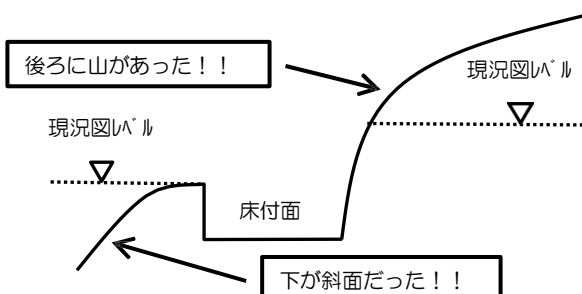 後ろに山があった！！
現況図ﾚﾍﾞﾙ
現況図ﾚﾍﾞﾙ
床付面
下が斜面だった！！